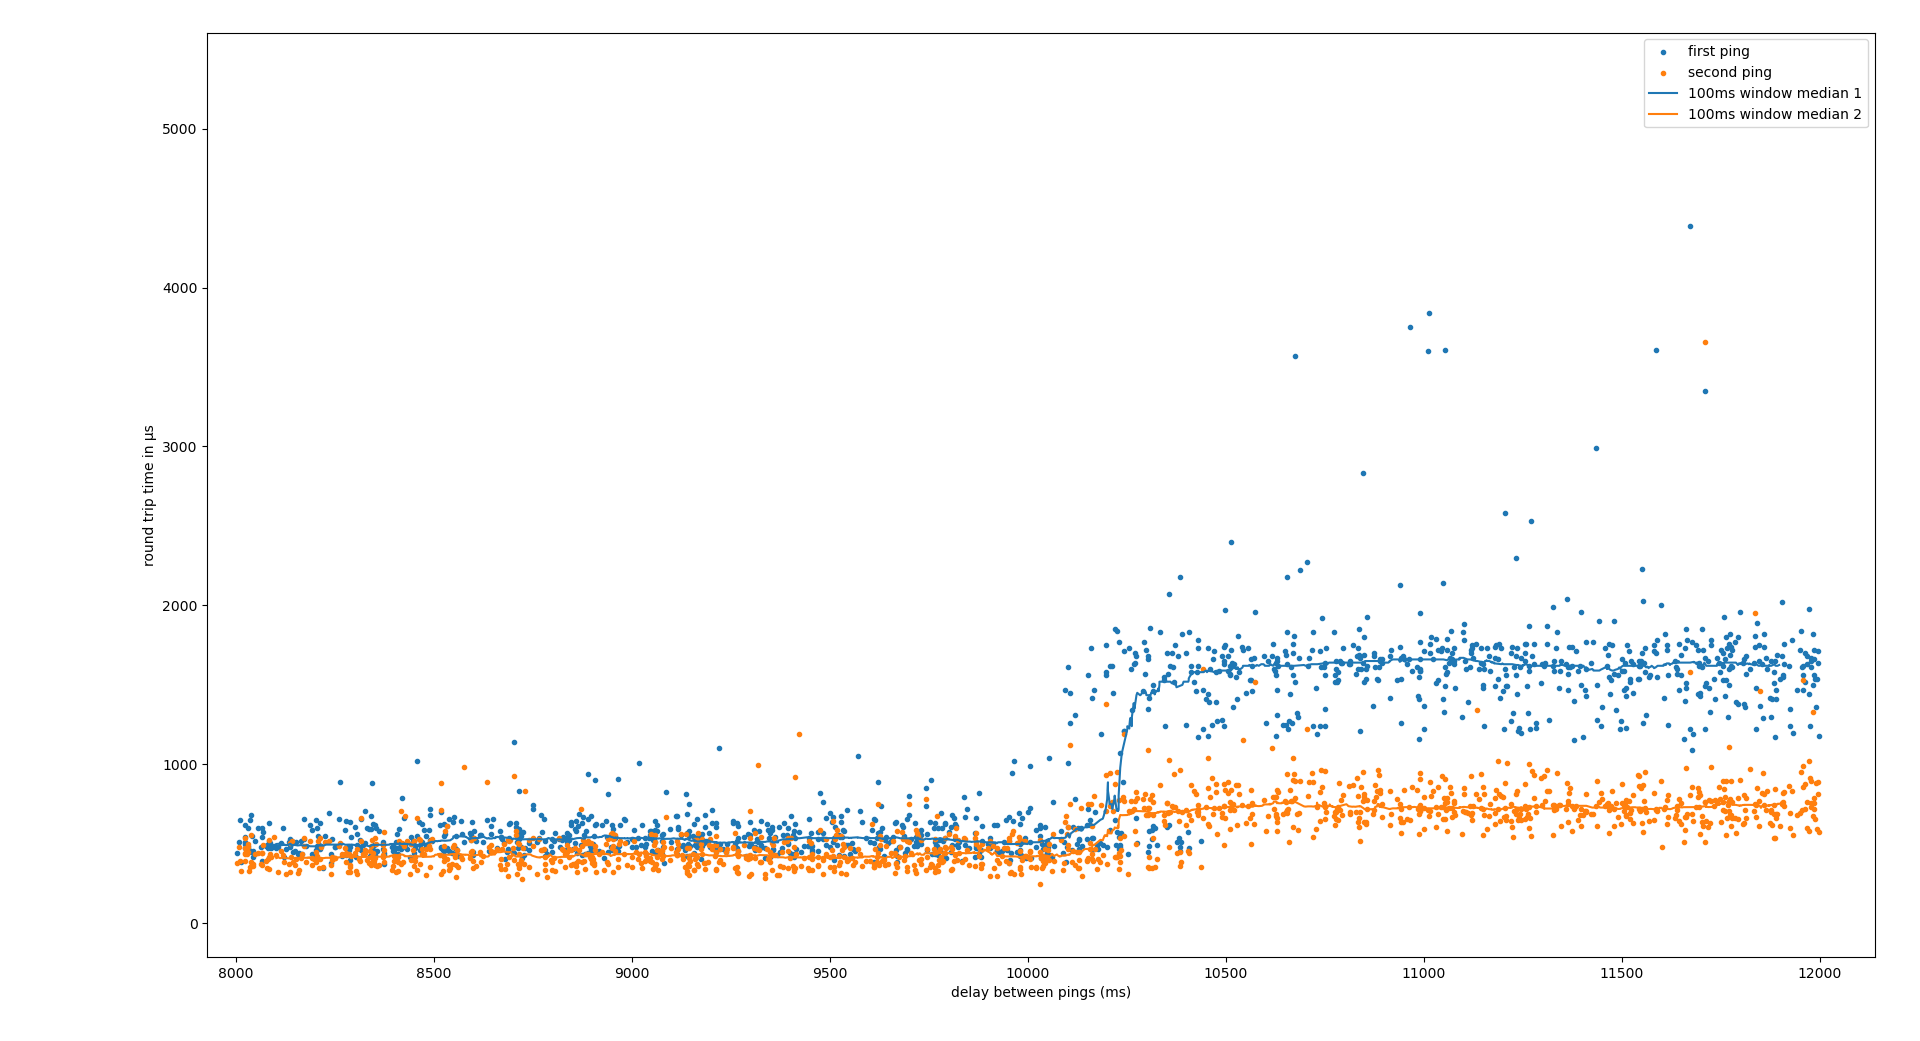 first ping
second ping
100ms window median 1
100ms window median 2
5000
4000
3000
2000
1000
0
round trip time in µs
8000 8500 9000 9500 10000 10500 11000 11500 12000
delay between pings (ms)